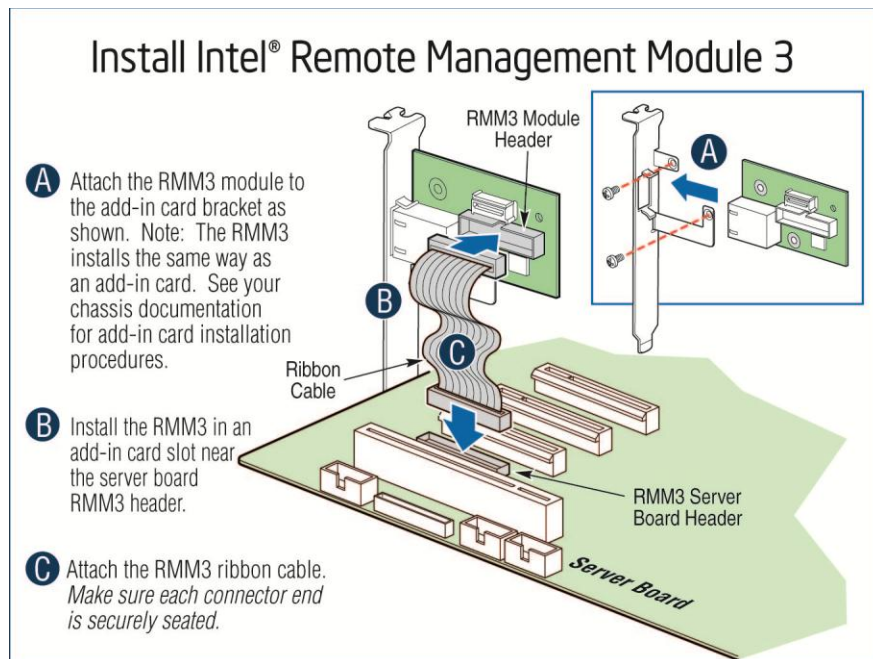 Install Intel® Remote Management Module 3
A Attach the RMM3 module to
the add-in card bracket as
shown. Note: The RMM3
installs the same way as
an add-in card. See your
chassis documentation
for add-in card installation
procedures.
B Install the RMM3 in an
add-in card slot near
the server board
RMM3 header.
C Attach the RMM3 ribbon cable.
Make sure each connector end
is securely seated.
RMM3 Module
Header
A
B
C
Ribbon
Cable
RMM3 Server
Board Header
Server Board